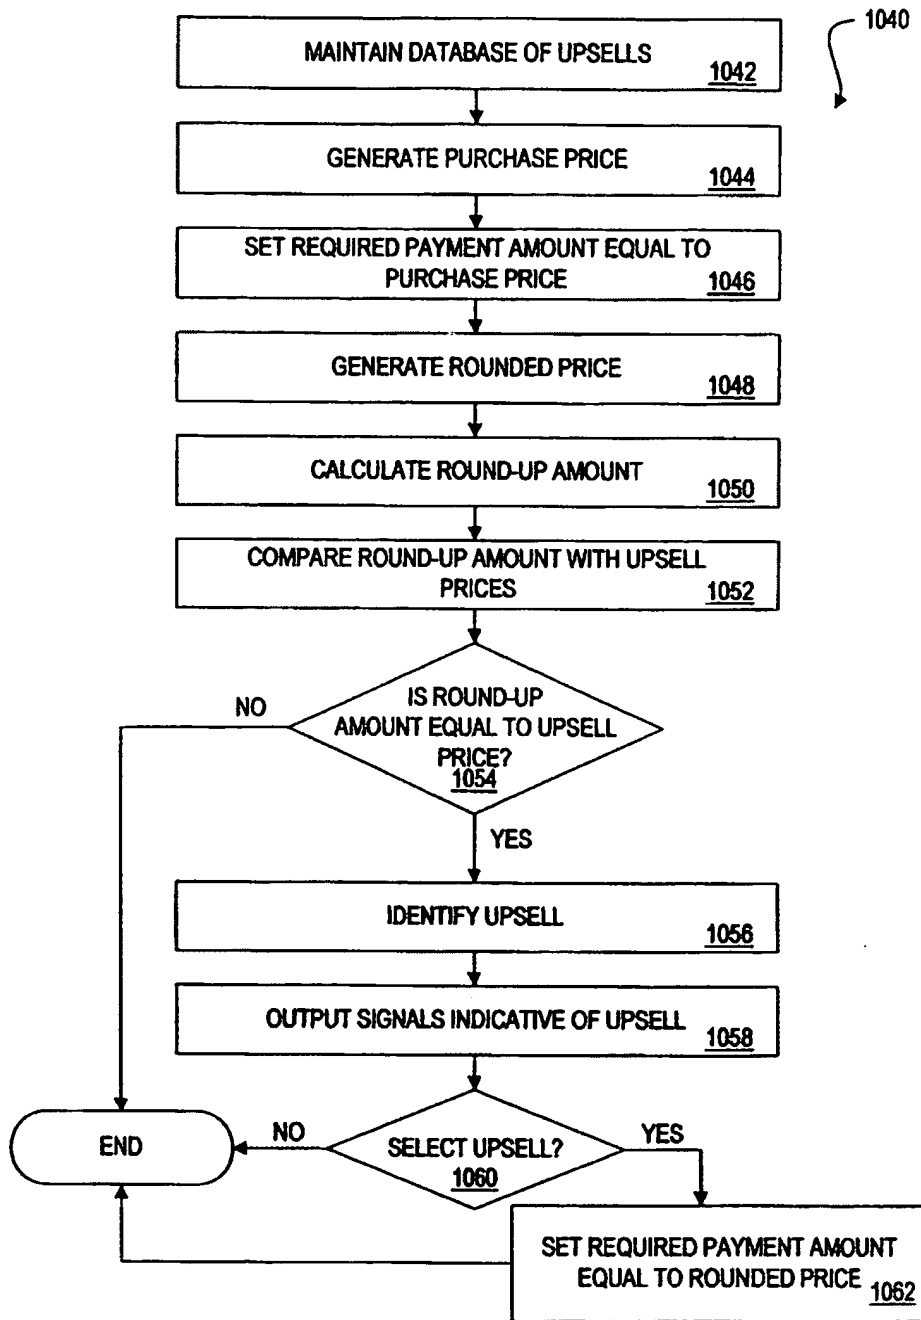 1040
MAINTAIN DATABASE OF UPSELLS
1042
GENERATE PURCHASE PRICE
1044
SET REQUIRED PAYMENT AMOUNT EQUAL TO
PURCHASE PRICE
1046
GENERATE ROUNDED PRICE
1048
CALCULATE ROUND-UP AMOUNT
1050
COMPARE ROUND-UP AMOUNT WITH UPSELL
PRICES
1052
IS ROUND-UP
AMOUNT EQUAL TO UPSELL
PRICE?
1054
NO
YES
IDENTIFY UPSELL
1056
OUTPUT SIGNALS INDICATIVE OF UPSELL
1058
SELECT UPSELL?
1060
NO
YES
END
SET REQUIRED PAYMENT AMOUNT
EQUAL TO ROUNDED PRICE
1062